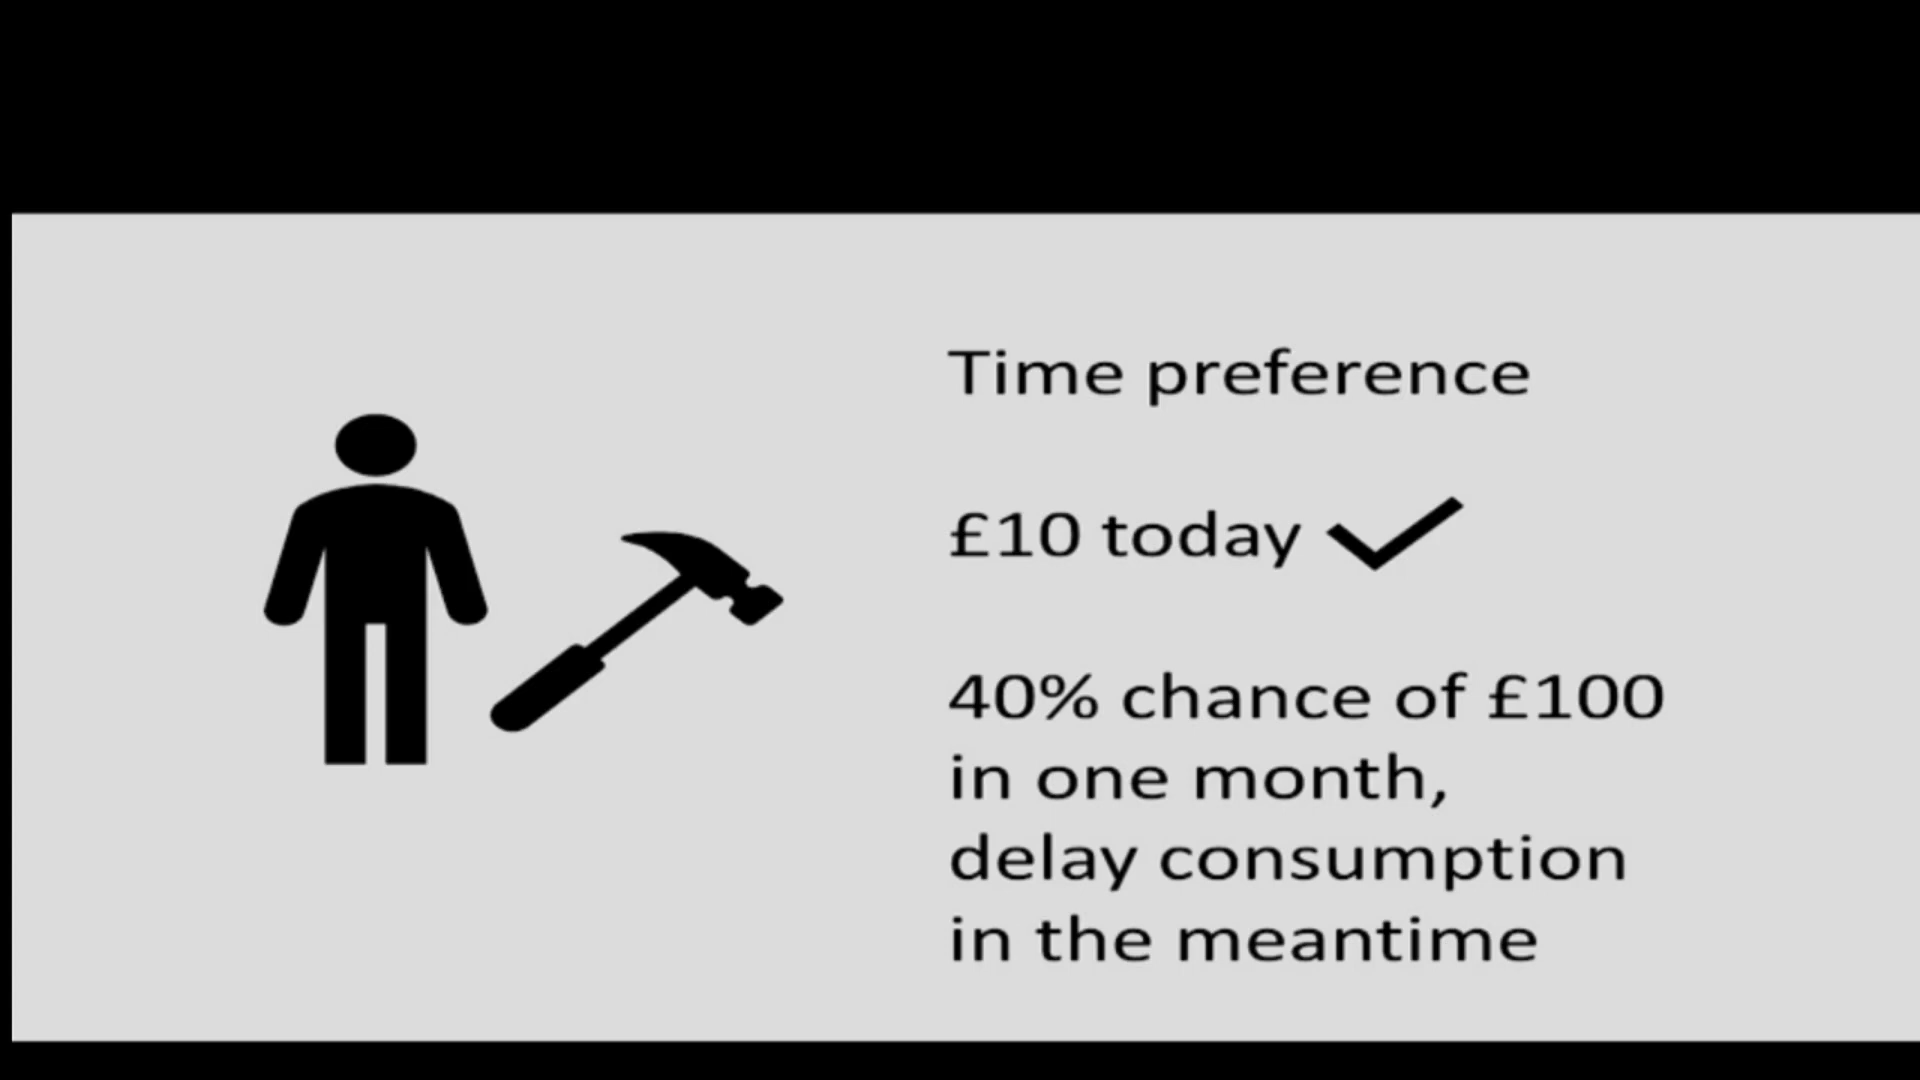 Time preference
£10 today
40% chance of £100
in one month,
delay consumption
in the meantime